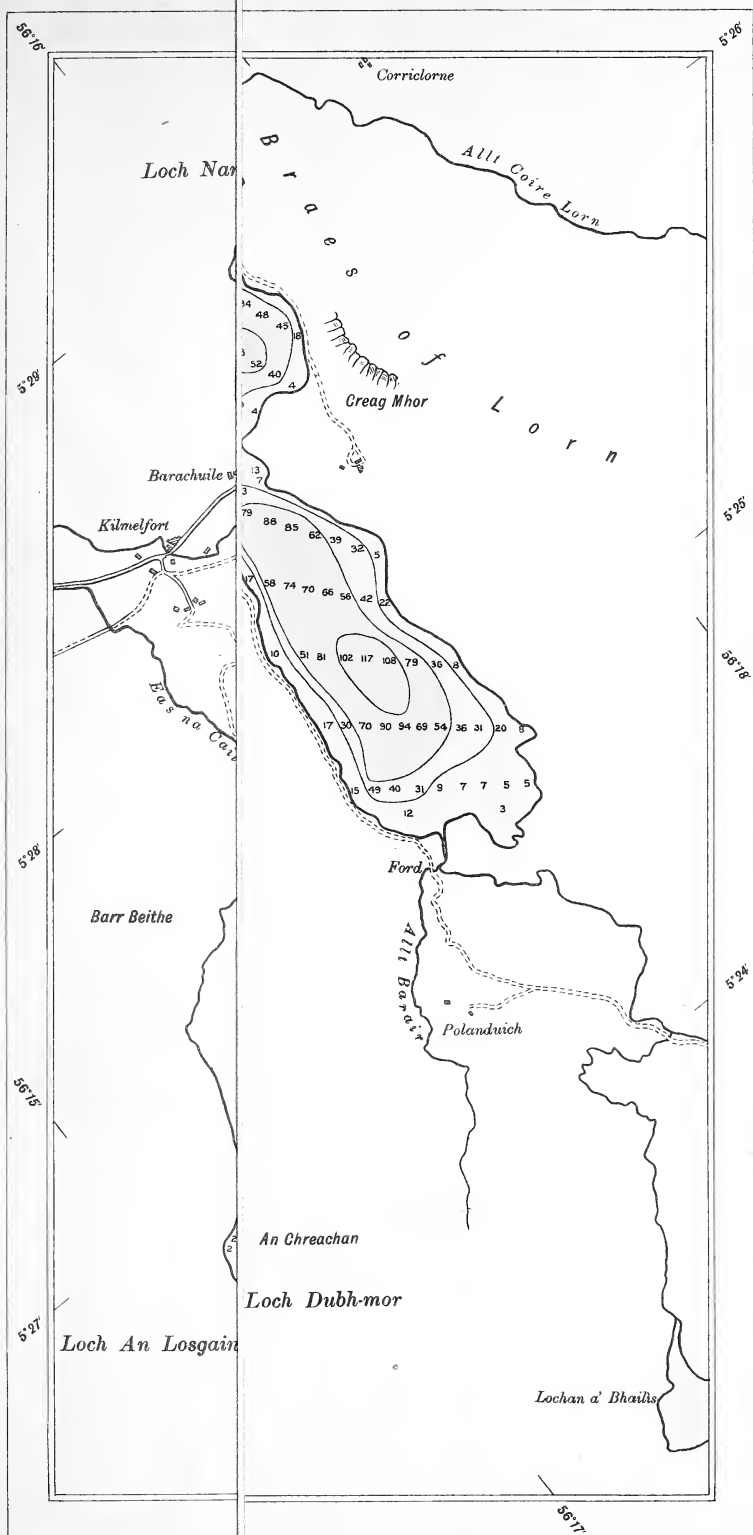 56°16′
5°26′
Corriclorne
Allt Coire Lorn
Loch Nan
Braes of Lorn
34
48
45
18
52
40
4
4
5°29′
Creag Mhor
Barachuile
13
7
3
Kilmelfort
79 88 85 62 39 32 5
5°25′
17 58 74 70 66 56 42 22
10 51 81 102 117 108 79 36 8
56°18′
Eas na Cail
17 30 70 90 94 69 54 36 31 20 8
15 49 40 31 9 7 7 5 5
12 3
5°28′
Ford
Barr Beithe
Allt Barair
5°24′
Polanduich
56°15′
2
2
An Chreachan
Loch Dubh-mor
5°27′
Loch An Losgain
Lochan a' Bhailis
56°17′